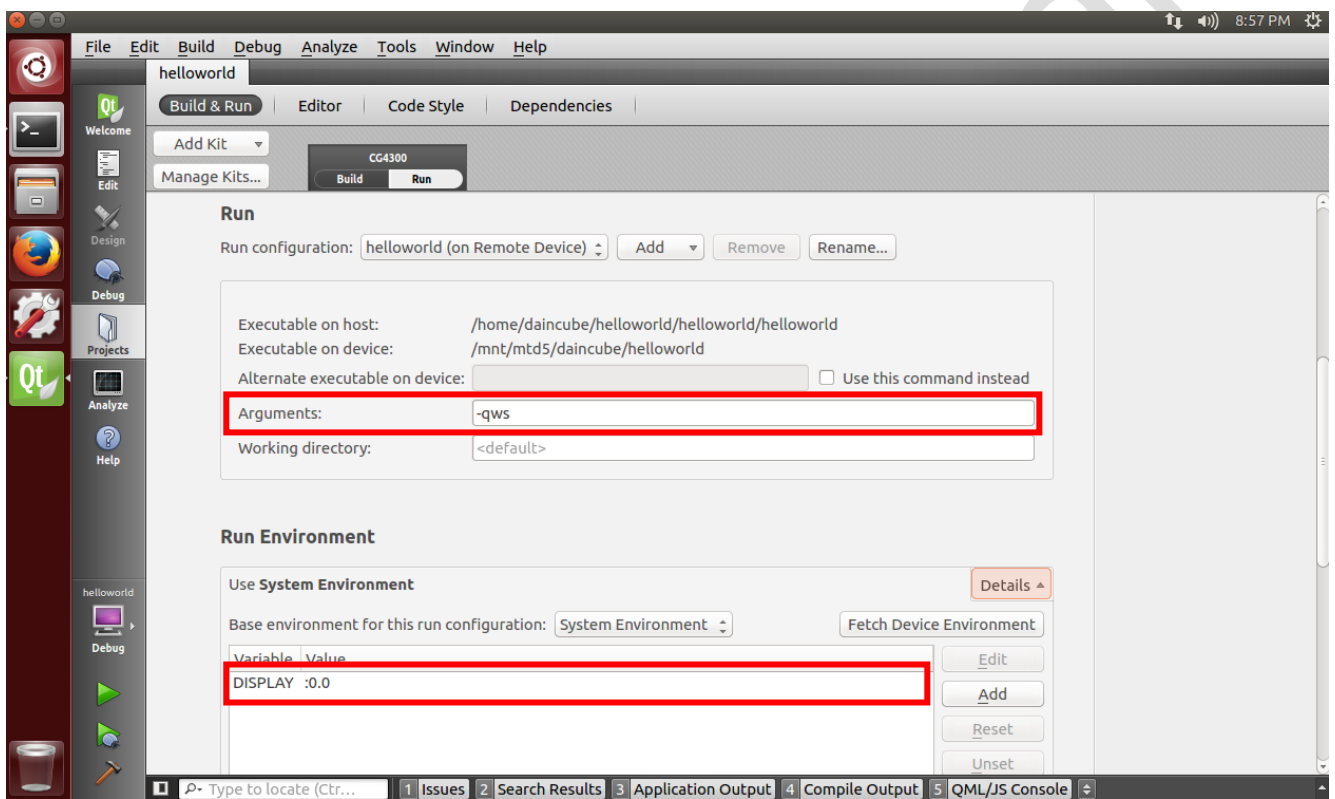 8:57 PM
File Edit Build Debug Analyze Tools Window Help
helloworld
Build & Run Editor Code Style Dependencies
Qt
Welcome
Add Kit
Manage Kits...
CG4300
Build Run
Edit
Design
Debug
Projects
Analyze
Help
Run
Run configuration: helloworld (on Remote Device) Add Remove Rename...
Executable on host: /home/daincube/helloworld/helloworld/helloworld
Executable on device: /mnt/mtd5/daincube/helloworld
Alternate executable on device: Use this command instead
Arguments: -qws
Working directory: <default>
Qt
Run Environment
Use System Environment Details
Base environment for this run configuration: System Environment Fetch Device Environment
Variable Value
DISPLAY :0.0
Edit
Add
Reset
Unset
helloworld
Debug
Type to locate (Ctr... 1 Issues 2 Search Results 3 Application Output 4 Compile Output 5 QML/JS Console